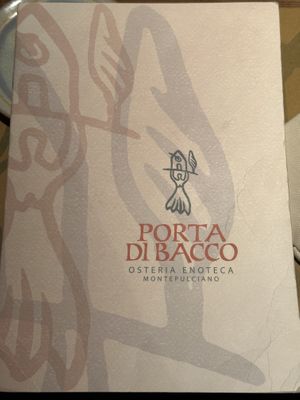 PORTA
DI BACCO
OSTERIA ENOTECA
MONTEPULCIANO